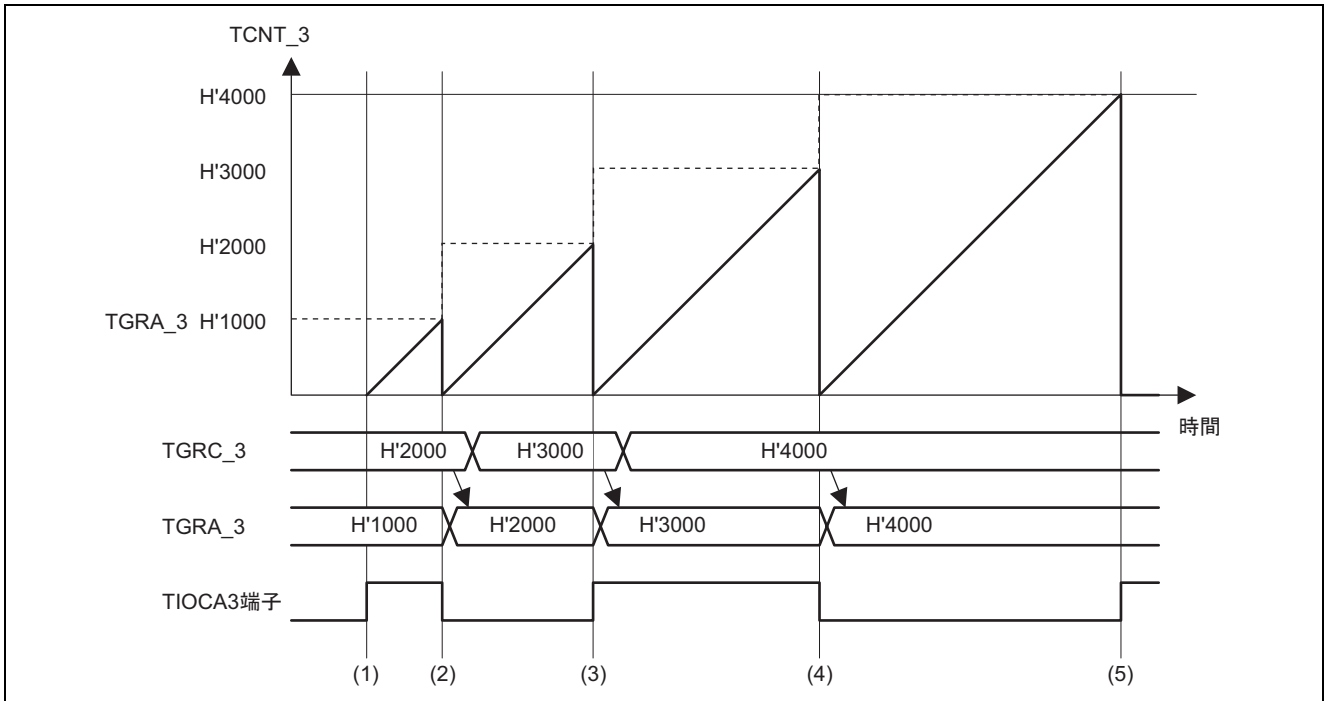 TCNT_3
H'4000
H'3000
H'2000
TGRA_3 H'1000
時間
TGRC_3 H'2000 H'3000 H'4000
TGRA_3 H'1000 H'2000 H'3000 H'4000
TIOCA3端子
(1) (2) (3) (4) (5)